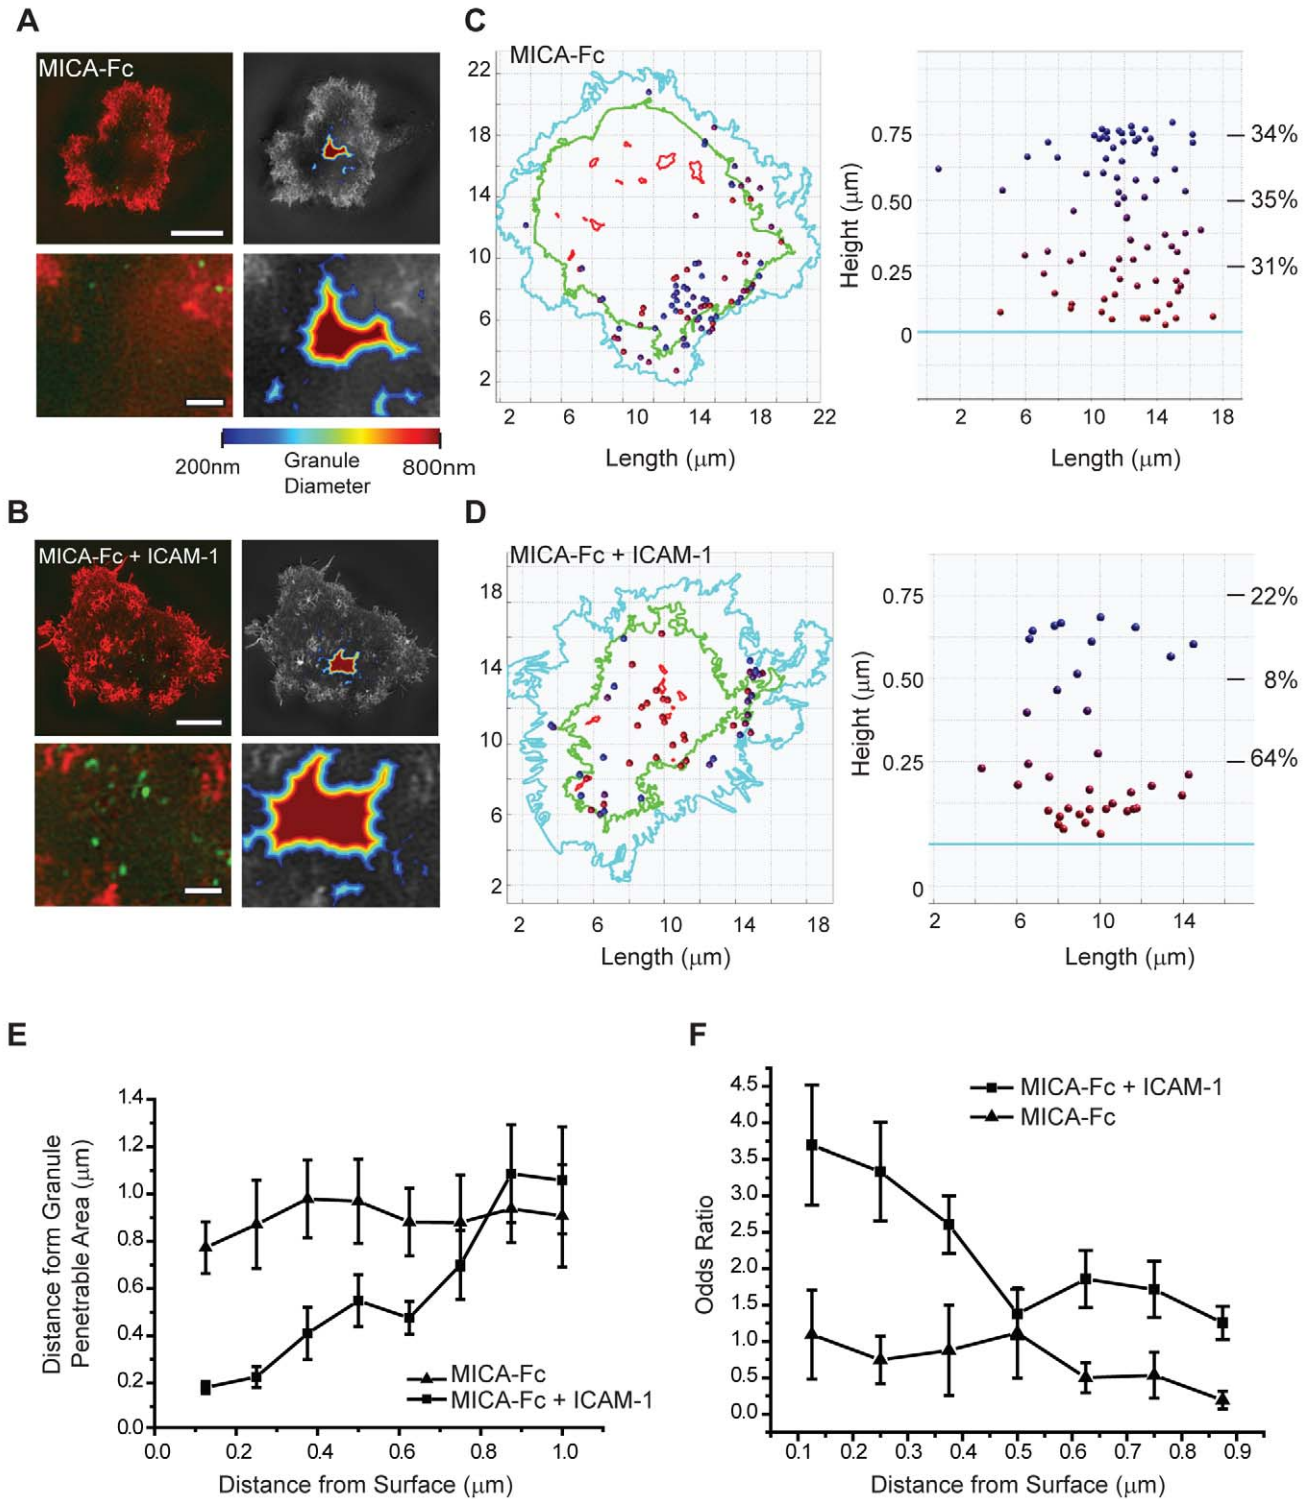 A
MICA-Fc
200nm
Granule
Diameter
800nm
B
MICA-Fc + ICAM-1
C
MICA-Fc
22
18
14
10
6
2
2 6 10 14 18 22
Length (μm)
Height (μm)
0.75
0.50
0.25
0
34%
35%
31%
2 6 10 14 18
Length (μm)
D
MICA-Fc + ICAM-1
18
14
10
6
2
2 6 10 14 18
Length (μm)
Height (μm)
0.75
0.50
0.25
0
22%
8%
64%
2 6 10 14
Length (μm)
E
Distance form Granule
Penetrable Area (μm)
1.4
1.2
1.0
0.8
0.6
0.4
0.2
0.0
MICA-Fc
MICA-Fc + ICAM-1
0.0 0.2 0.4 0.6 0.8 1.0
Distance from Surface (μm)
F
Odds Ratio
4.5
4.0
3.5
3.0
2.5
2.0
1.5
1.0
0.5
0.0
MICA-Fc + ICAM-1
MICA-Fc
0.1 0.2 0.3 0.4 0.5 0.6 0.7 0.8 0.9
Distance from Surface (μm)